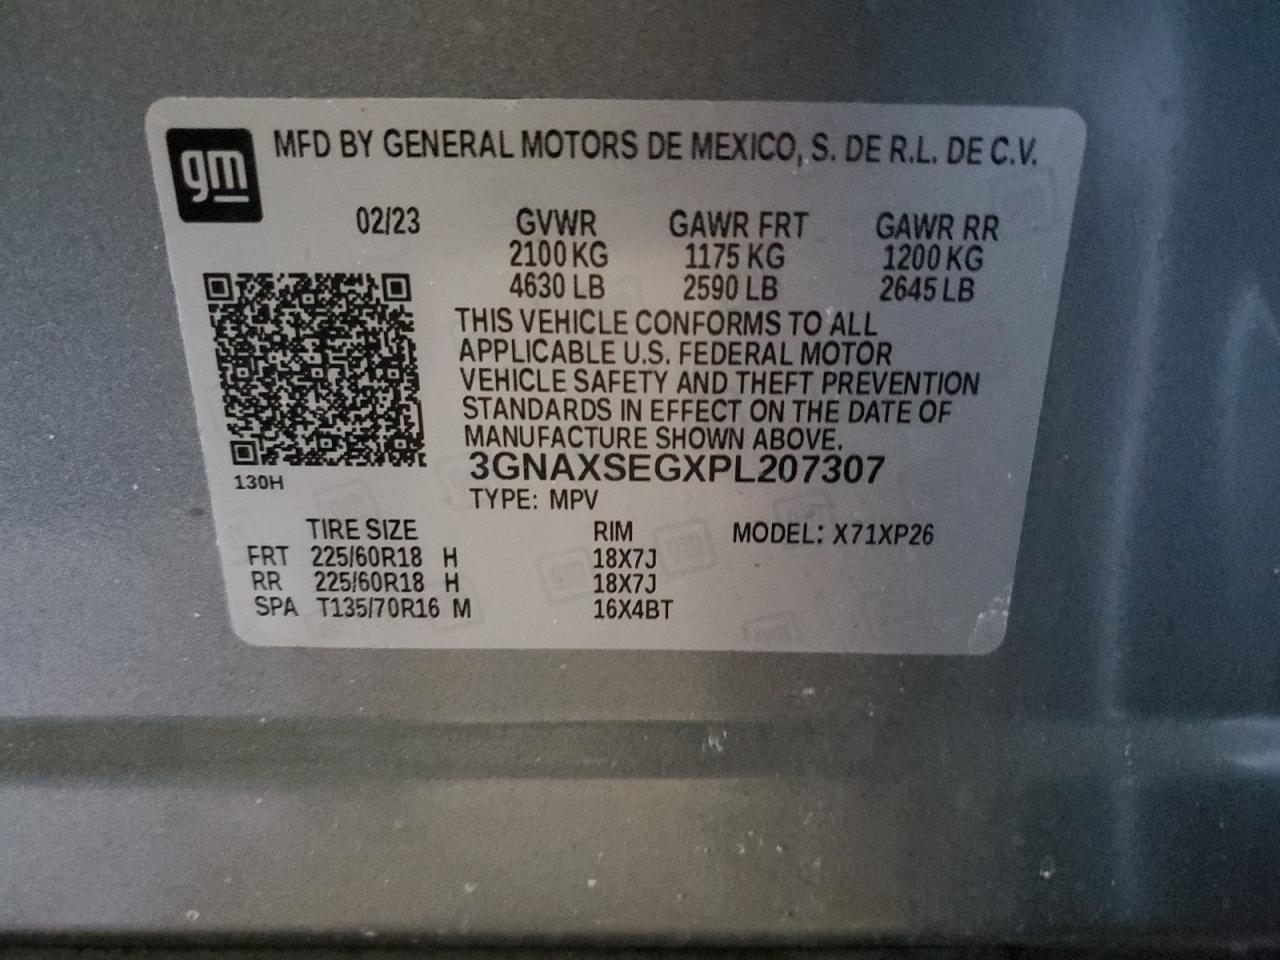 gm
MFD BY GENERAL MOTORS DE MEXICO, S. DE R.L. DE C.V.
02/23 GVWR GAWR FRT GAWR RR
2100 KG 1175 KG 1200 KG
4630 LB 2590 LB 2645 LB
THIS VEHICLE CONFORMS TO ALL
APPLICABLE U.S. FEDERAL MOTOR
VEHICLE SAFETY AND THEFT PREVENTION
STANDARDS IN EFFECT ON THE DATE OF
MANUFACTURE SHOWN ABOVE.
3GNAXSEGXPL207307
130H
TYPE: MPV
TIRE SIZE RIM MODEL: X71XP26
FRT 225/60R18 H 18X7J
RR 225/60R18 H 18X7J
SPA T135/70R16 M 16X4BT